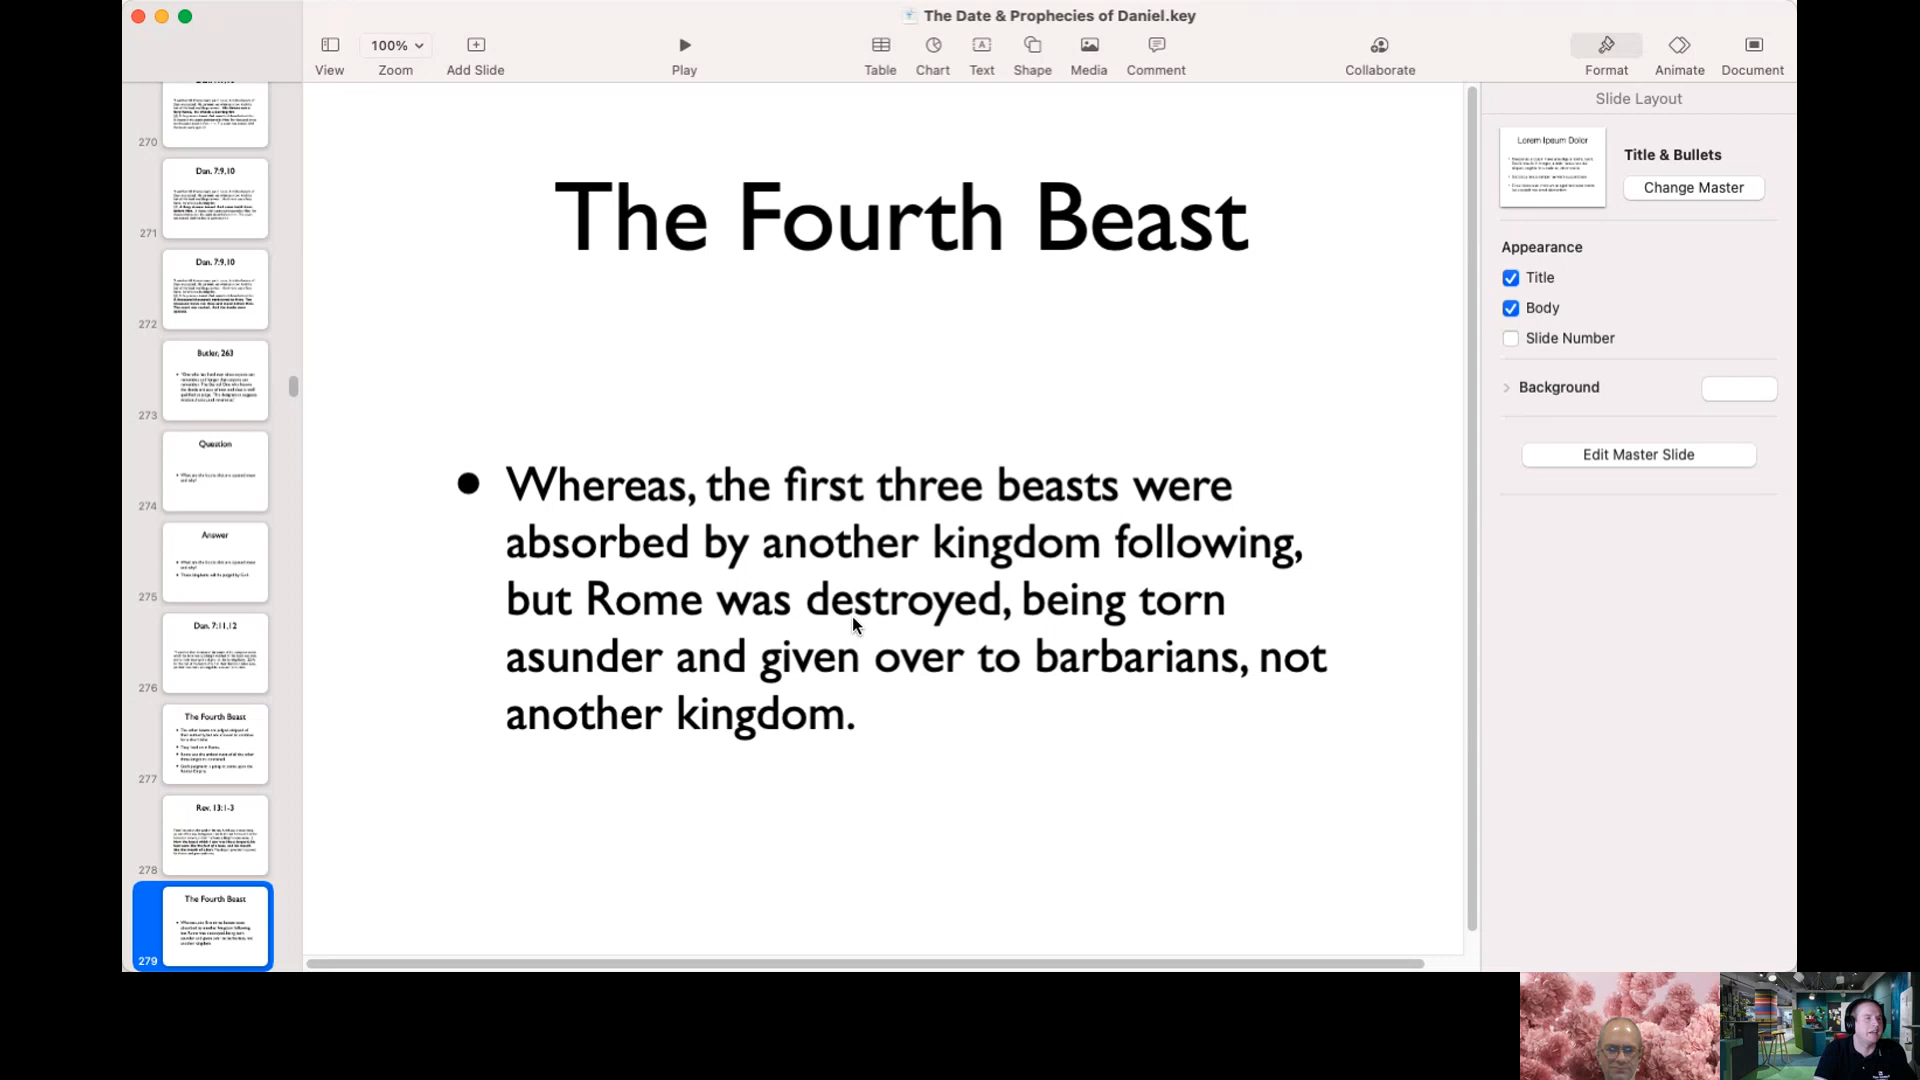 The Date & Prophecies of Daniel.key
100%
View
Zoom
Add Slide
Play
Table
Chart
Text
Shape
Media
Comment
Collaborate
Format
Animate
Document
270
Dan. 7:9,10
271
Dan. 7:9,10
272
Butler, 263
273
Question
274
Answer
275
Dan. 7:11,12
276
The Fourth Beast
277
Rev. 13:1-3
278
The Fourth Beast
279
The Fourth Beast
• Whereas, the first three beasts were
absorbed by another kingdom following,
but Rome was destroyed, being torn
asunder and given over to barbarians, not
another kingdom.
Slide Layout
Lorem Ipsum Dolor
Title & Bullets
Change Master
Appearance
Title
Body
Slide Number
Background
Edit Master Slide